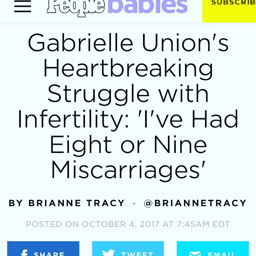 People babies
SUBSCRIB
Gabrielle Union's
Heartbreaking
Struggle with
Infertility: 'I've Had
Eight or Nine
Miscarriages'
BY BRIANNE TRACY · @BRIANNETRACY
POSTED ON OCTOBER 4, 2017 AT 7:45AM EDT
f SHARE TWEET EMAIL